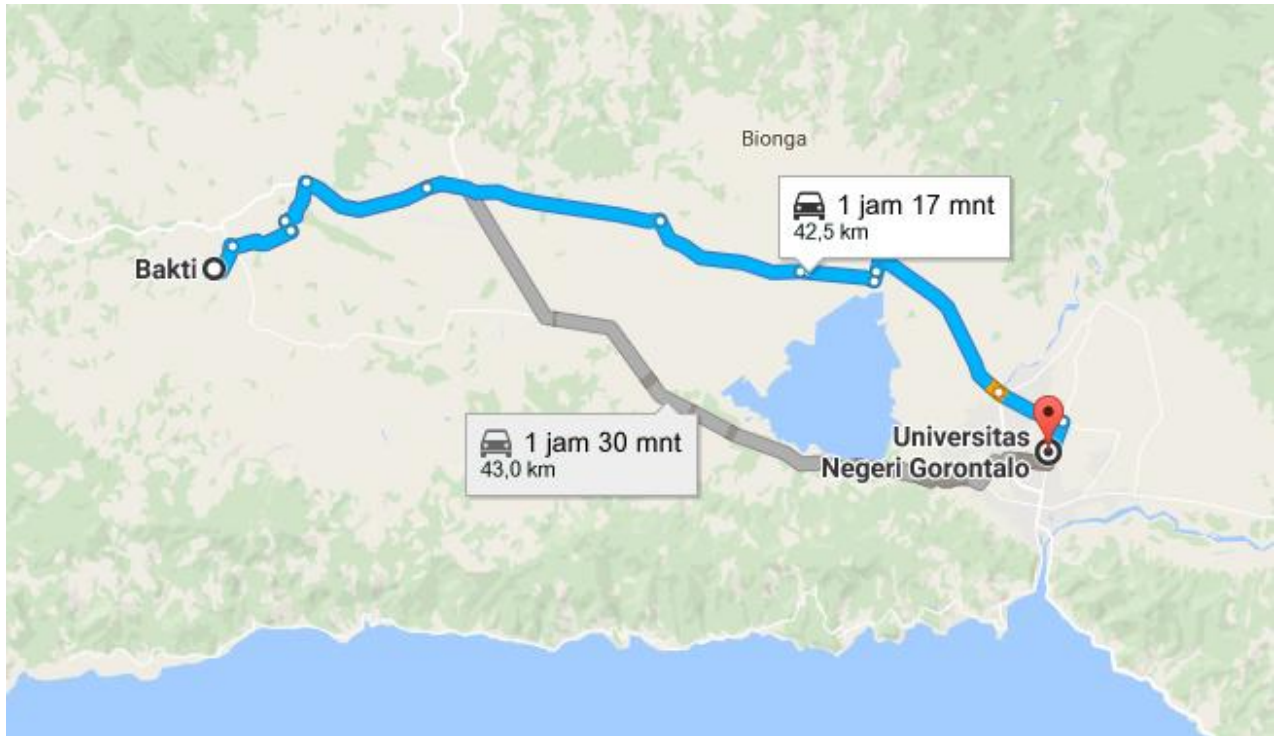 Bionga
1 jam 17 mnt
42,5 km
Bakti
1 jam 30 mnt
43,0 km
Universitas
Negeri Gorontalo